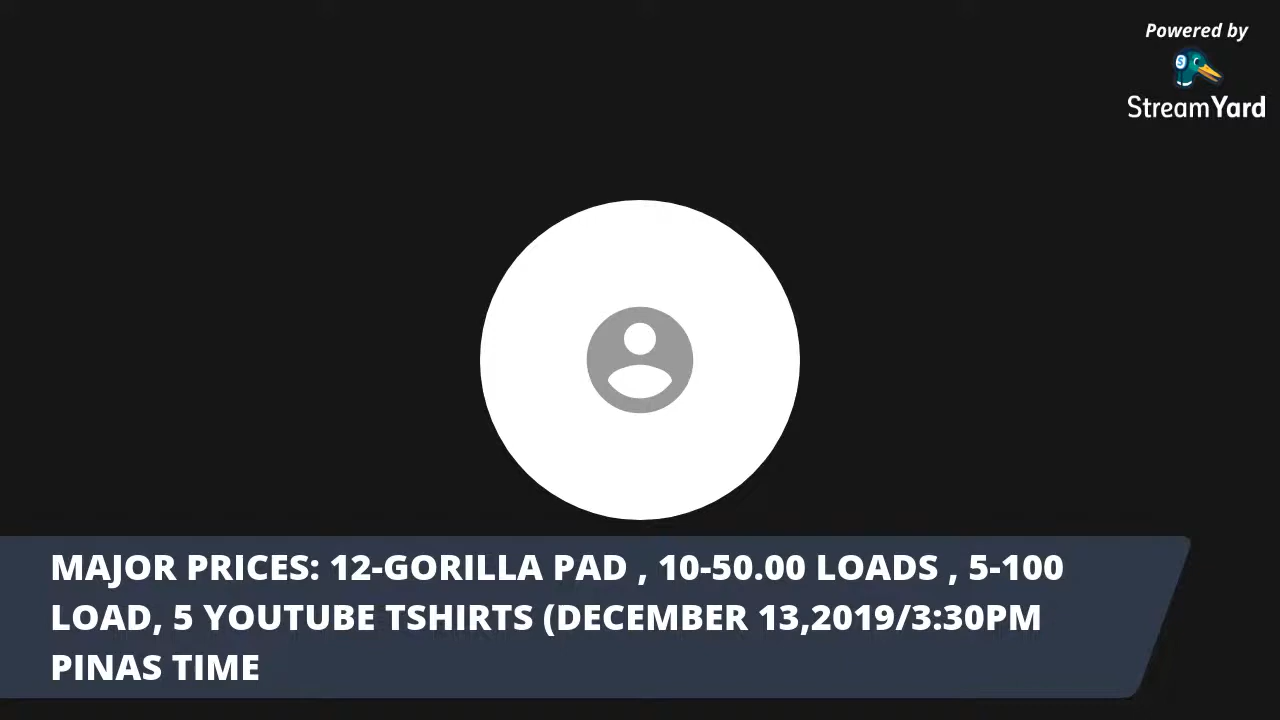 Powered by
S
StreamYard
MAJOR PRICES: 12-GORILLA PAD , 10-50.00 LOADS , 5-100
LOAD, 5 YOUTUBE TSHIRTS (DECEMBER 13,2019/3:30PM
PINAS TIME